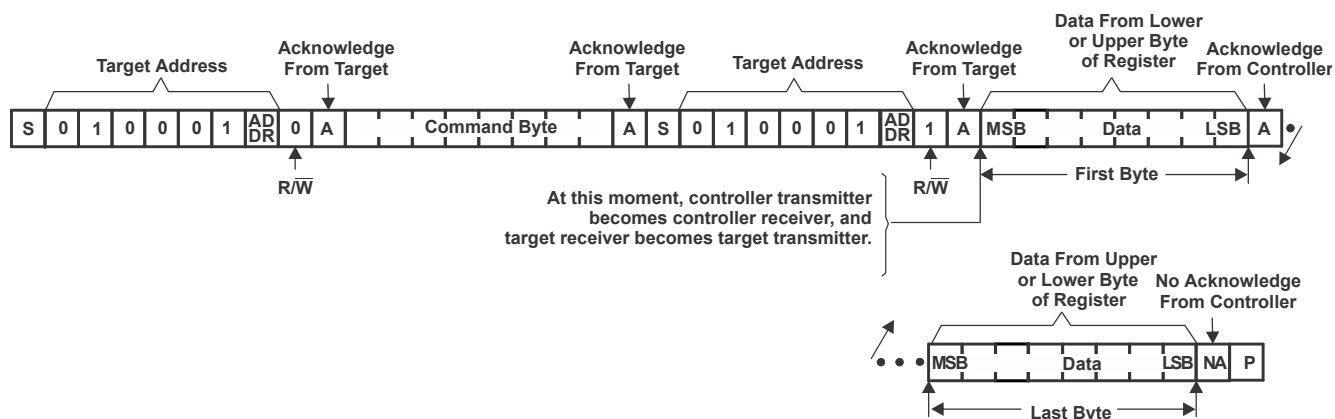 Target Address
Acknowledge
From Target
Acknowledge
From Target
Target Address
Acknowledge
From Target
Data From Lower
or Upper Byte
of Register
Acknowledge
From Controller
S 0 1 0 0 0 1 AD DR 0 A Command Byte A S 0 1 0 0 0 1 AD DR 1 A MSB Data LSB A
R/W̅
R/W̅
First Byte
At this moment, controller transmitter
becomes controller receiver, and
target receiver becomes target transmitter.
Data From Upper
or Lower Byte
of Register
No Acknowledge
From Controller
MSB Data LSB NA P
Last Byte